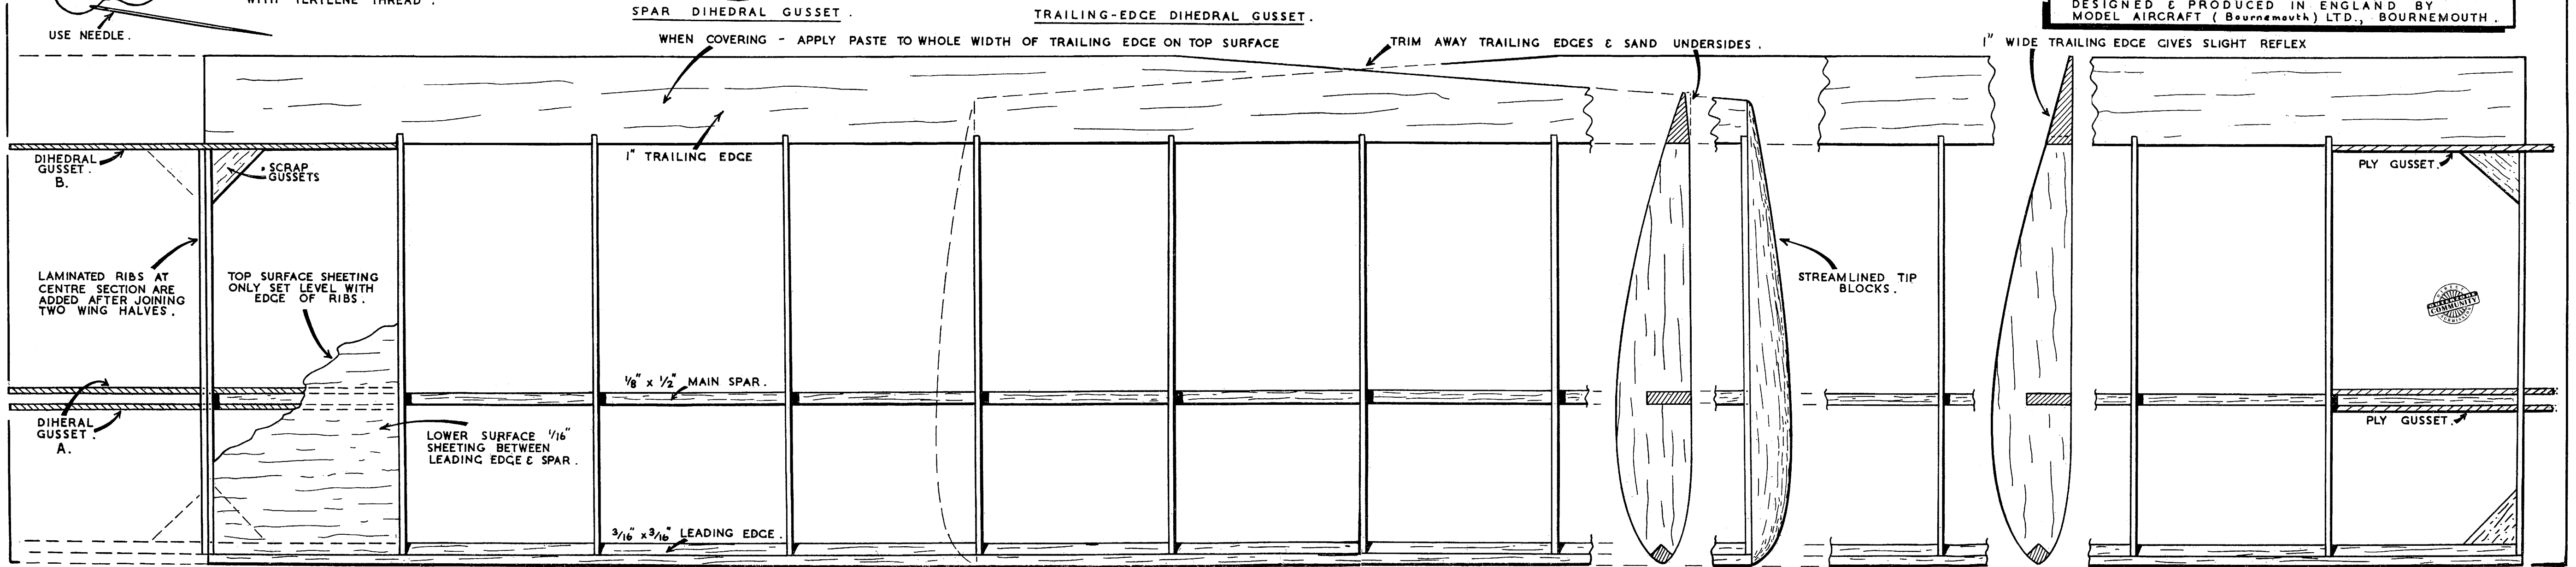 WITH TERYLENE THREAD.
USE NEEDLE.
SPAR DIHEDRAL GUSSET.
TRAILING-EDGE DIHEDRAL GUSSET.
DESIGNED & PRODUCED IN ENGLAND BY
MODEL AIRCRAFT (Bournemouth) LTD., BOURNEMOUTH.
WHEN COVERING - APPLY PASTE TO WHOLE WIDTH OF TRAILING EDGE ON TOP SURFACE
TRIM AWAY TRAILING EDGES & SAND UNDERSIDES.
1" WIDE TRAILING EDGE GIVES SLIGHT REFLEX
DIHEDRAL
GUSSET.
B.
SCRAP
GUSSETS
1" TRAILING EDGE
PLY GUSSET.
LAMINATED RIBS AT
CENTRE SECTION ARE
ADDED AFTER JOINING
TWO WING HALVES.
TOP SURFACE SHEETING
ONLY SET LEVEL WITH
EDGE OF RIBS.
STREAMLINED TIP
BLOCKS.
COMMUNITY
1/8" x 1/2" MAIN SPAR.
DIHERAL
GUSSET.
A.
LOWER SURFACE 1/16"
SHEETING BETWEEN
LEADING EDGE & SPAR.
PLY GUSSET.
3/16" x 3/16" LEADING EDGE.